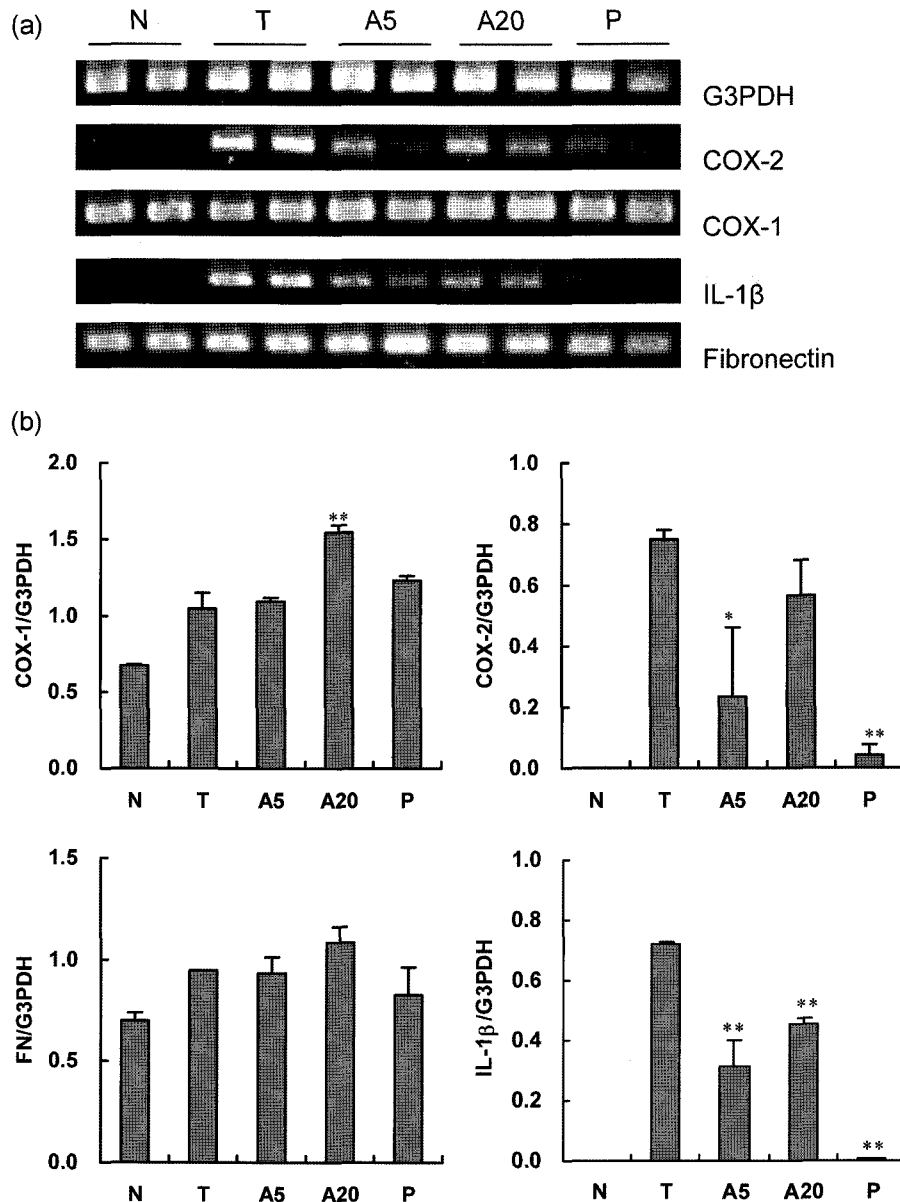 (a)
N T A5 A20 P
G3PDH
COX-2
COX-1
IL-1β
Fibronectin
(b)
COX-1/G3PDH
2.0
1.5
1.0
0.5
0.0
**
N T A5 A20 P
COX-2/G3PDH
1.0
0.8
0.6
0.4
0.2
0.0
*
**
N T A5 A20 P
FN/G3PDH
1.5
1.0
0.5
0.0
N T A5 A20 P
IL-1β/G3PDH
1.0
0.8
0.6
0.4
0.2
0.0
**
**
**
N T A5 A20 P